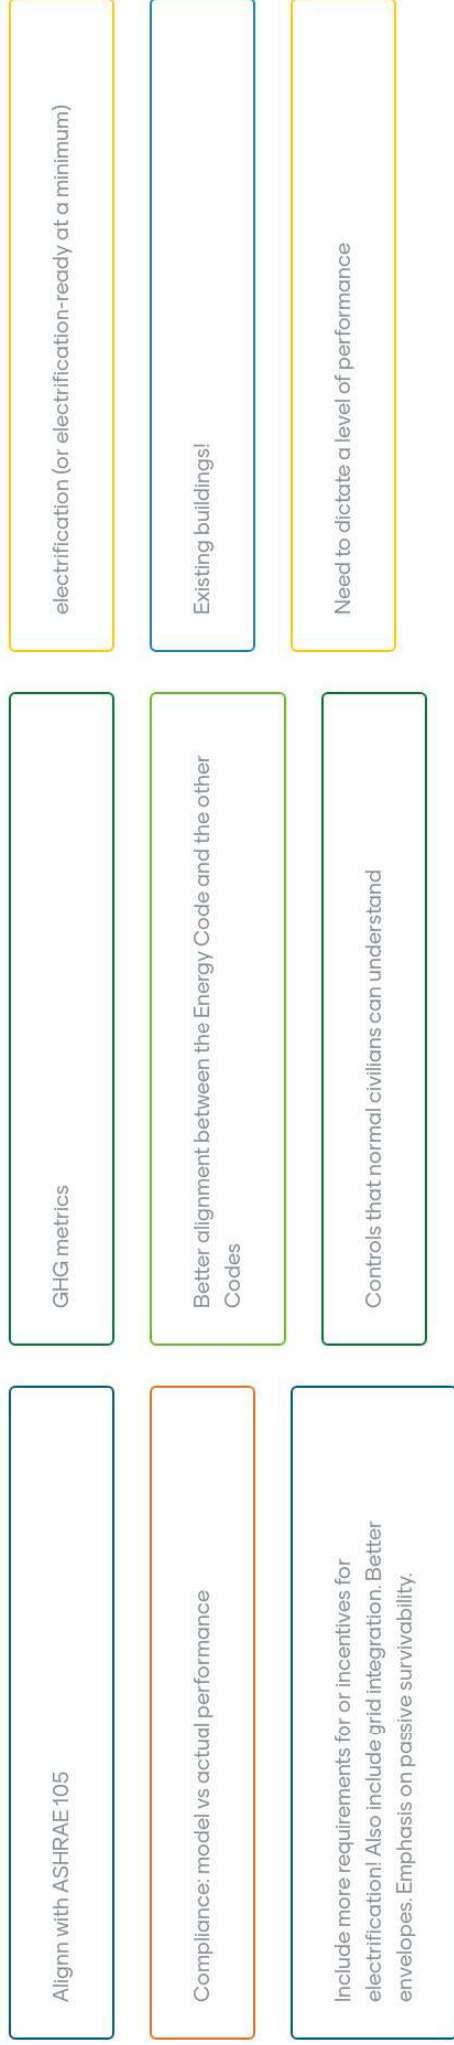 Alignn with ASHRAE 105
GHG metrics
electrification (or electrification-ready at a minimum)
Compliance: model vs actual performance
Better alignment between the Energy Code and the other
Codes
Existing buildings!
Include more requirements for or incentives for
electrification! Also include grid integration. Better
envelopes. Emphasis on passive survivability.
Controls that normal civilians can understand
Need to dictate a level of performance